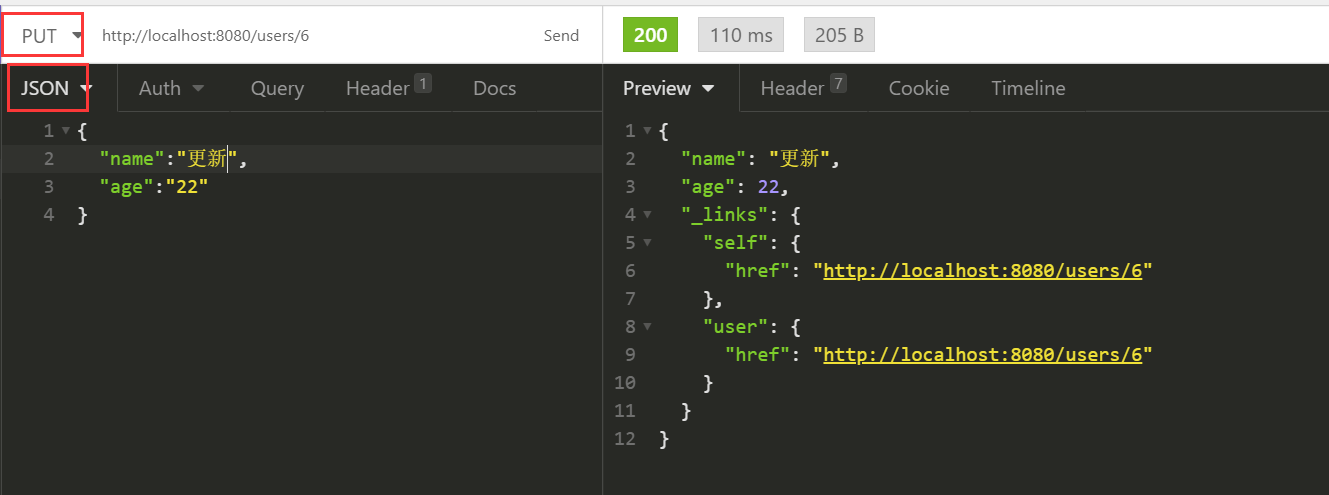 PUT http://localhost:8080/users/6 Send
200 110 ms 205 B
JSON Auth Query Header 1 Docs
1 {
2 "name":"更新",
3 "age":"22"
4 }
Preview Header 7 Cookie Timeline
1 {
2 "name": "更新",
3 "age": 22,
4 "_links": {
5 "self": {
6 "href": "http://localhost:8080/users/6"
7 },
8 "user": {
9 "href": "http://localhost:8080/users/6"
10 }
11 }
12 }